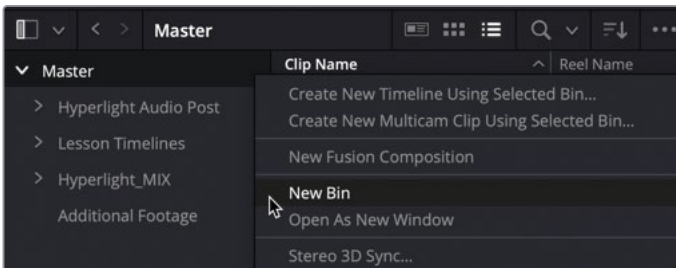 Master
Clip Name
Reel Name
Master
Create New Timeline Using Selected Bin...
Hyperlight Audio Post
Create New Multicam Clip Using Selected Bin...
Lesson Timelines
New Fusion Composition
Hyperlight_MIX
New Bin
Additional Footage
Open As New Window
Stereo 3D Sync...